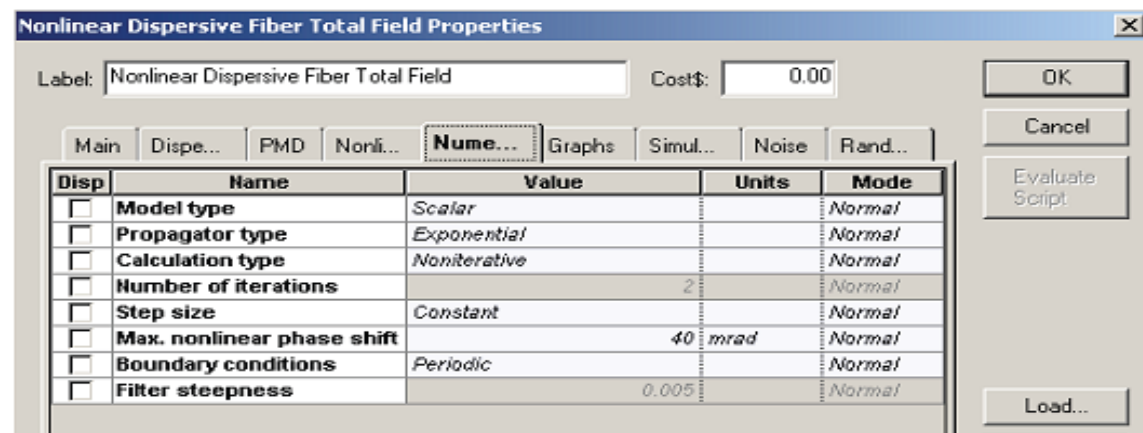 Nonlinear Dispersive Fiber Total Field Properties
Label: Nonlinear Dispersive Fiber Total Field Cost$: 0.00 OK
Main Dispe... PMD Nonli... Nume... Graphs Simul... Noise Rand... Cancel
Disp Name Value Units Mode Evaluate Script
Model type Scalar Normal
Propagator type Exponential Normal
Calculation type Noniterative Normal
Number of iterations 2 Normal
Step size Constant Normal
Max. nonlinear phase shift 40 mrad Normal
Boundary conditions Periodic Normal
Filter steepness 0.005 Normal
Load...